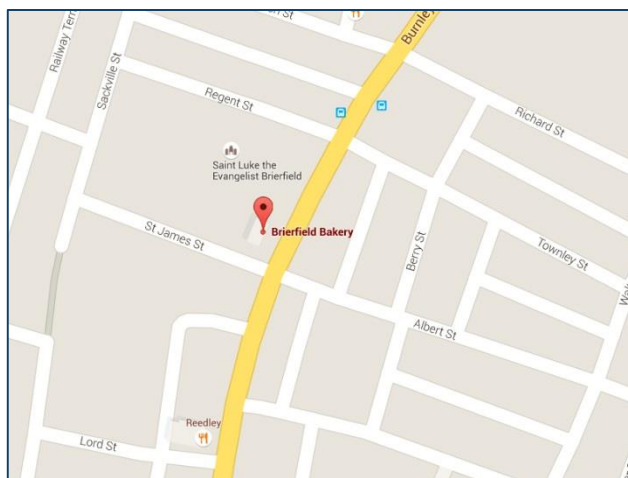 Railway Terr
Sackville St
Burnley
Regent St
Richard St
Saint Luke the
Evangelist Brierfield
Brierfield Bakery
St James St
Berry St
Townley St
Albert St
Reedley
Lord St